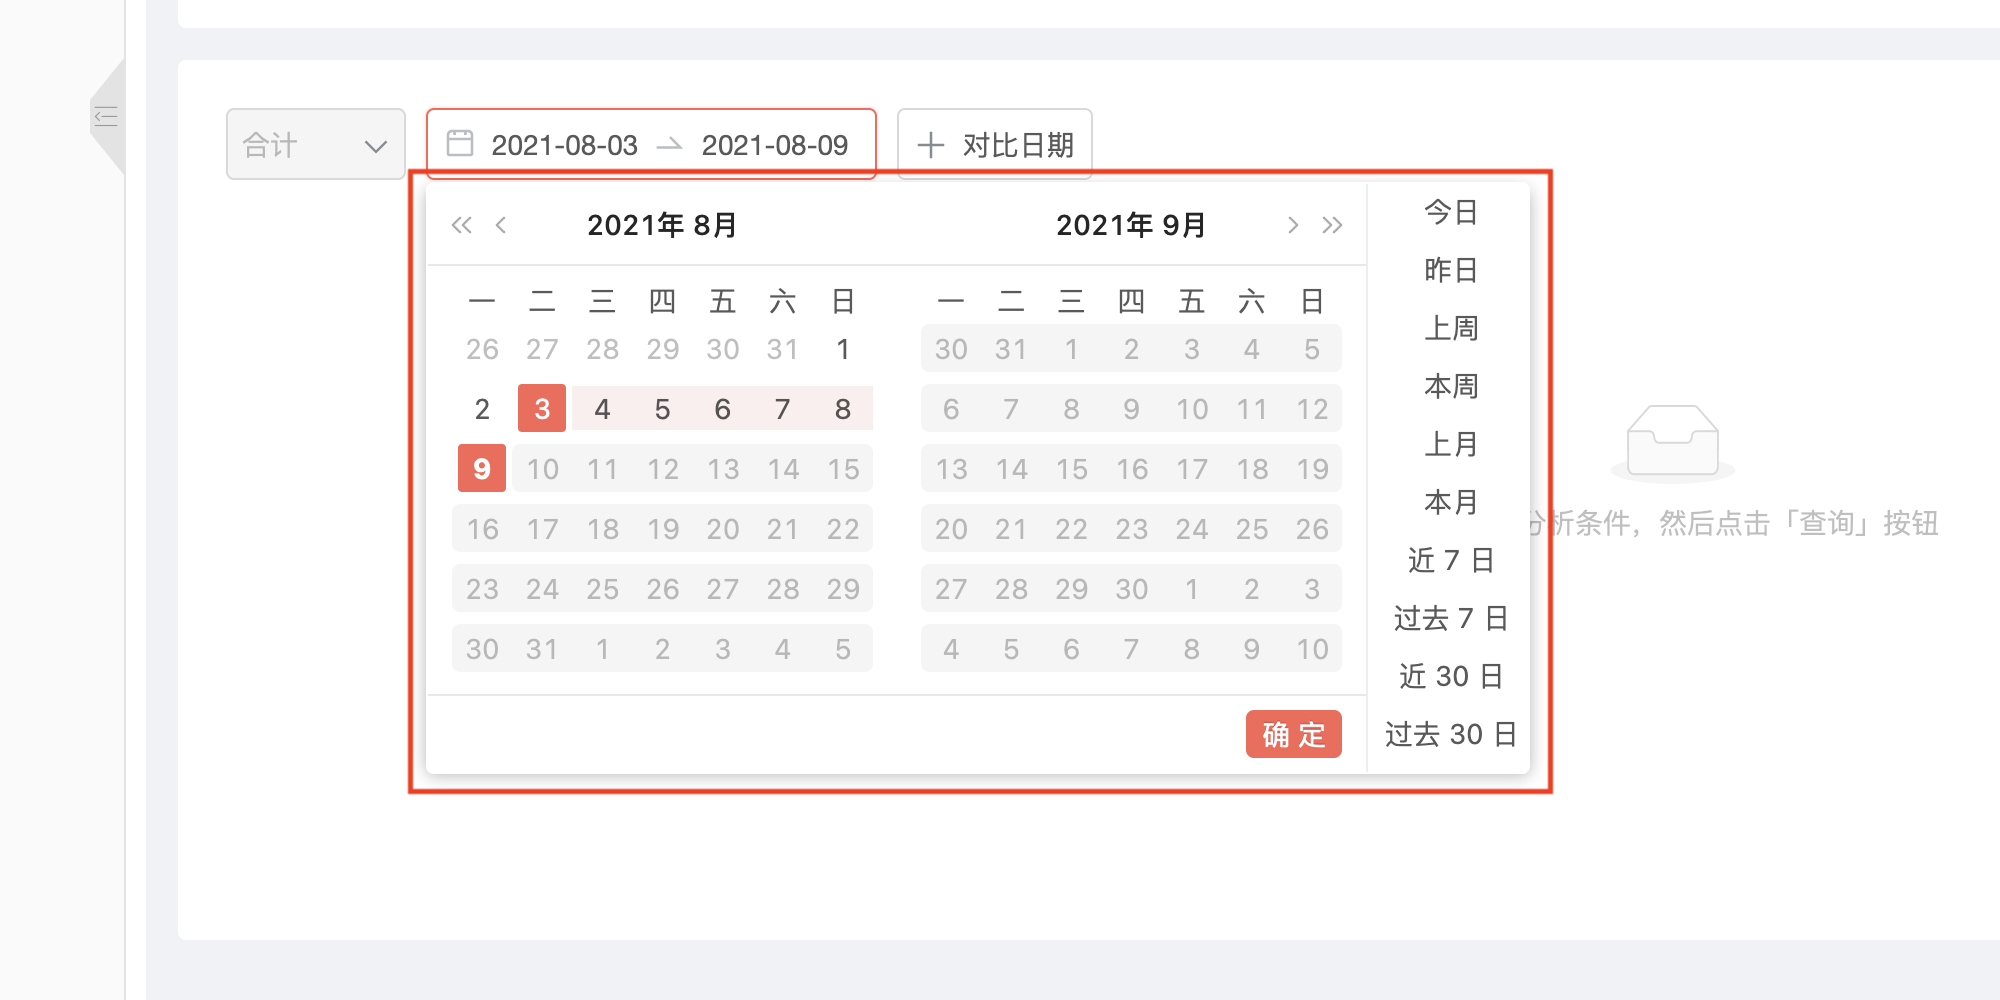 合计
2021-08-03
2021-08-09
对比日期
2021年 8月
2021年 9月
一 二 三 四 五 六 日
26 27 28 29 30 31 1
2 3 4 5 6 7 8
9 10 11 12 13 14 15
16 17 18 19 20 21 22
23 24 25 26 27 28 29
30 31 1 2 3 4 5
一 二 三 四 五 六 日
30 31 1 2 3 4 5
6 7 8 9 10 11 12
13 14 15 16 17 18 19
20 21 22 23 24 25 26
27 28 29 30 1 2 3
4 5 6 7 8 9 10
确 定
今日
昨日
上周
本周
上月
本月
近 7 日
过去 7 日
近 30 日
过去 30 日
分析条件，然后点击「查询」按钮